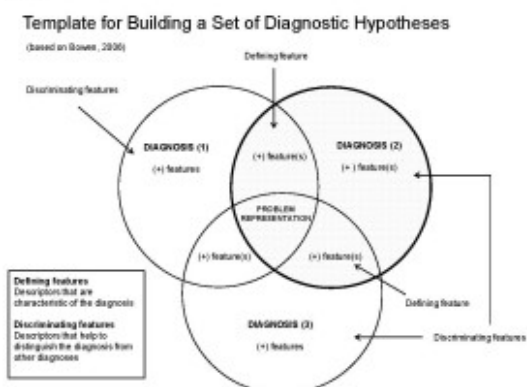 Template for Building a Set of Diagnostic Hypotheses
(based on Bowen, 2006)
Defining feature
Discriminating features
DIAGNOSIS (1)
(+) features
(+) feature(s)
DIAGNOSIS (2)
(+ ) feature(s)
PROBLEM
REPRESENTATION
(+) feature(s)
(+) feature(s)
Defining features
Descriptors that are
characteristic of the diagnosis
Discriminating features
Descriptors that help to
distinguish the diagnosis from
other diagnoses
Defining feature
DIAGNOSIS (3)
(+) features
Discriminating features